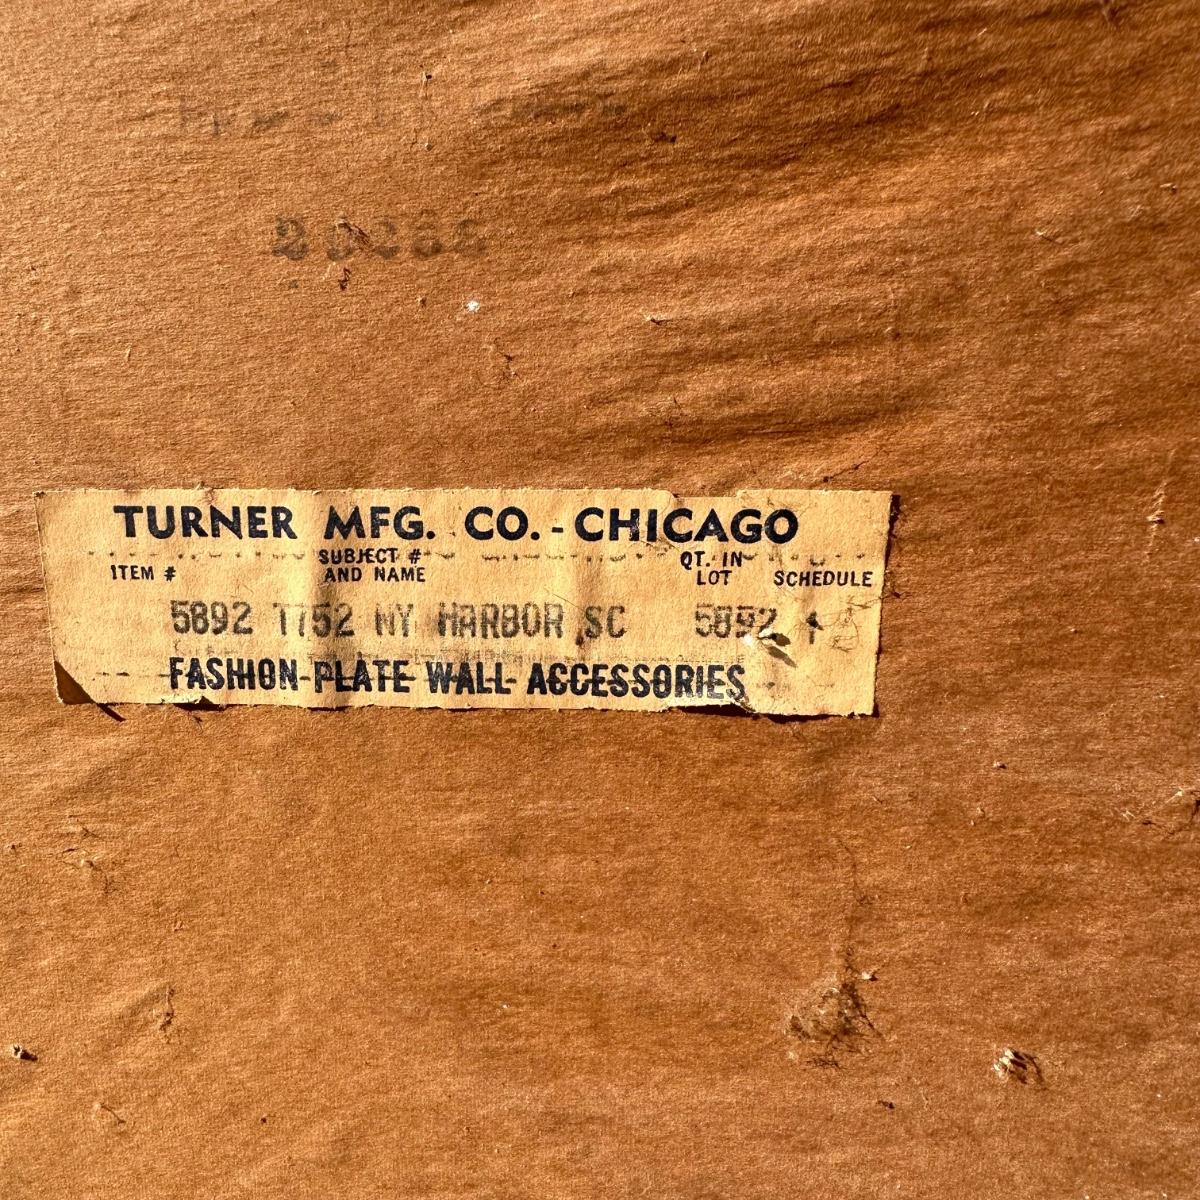 TURNER MFG. CO. - CHICAGO
ITEM # SUBJECT # AND NAME QT. IN LOT SCHEDULE
5892 1752 NY HARBOR SC 5892
FASHION PLATE WALL ACCESSORIES